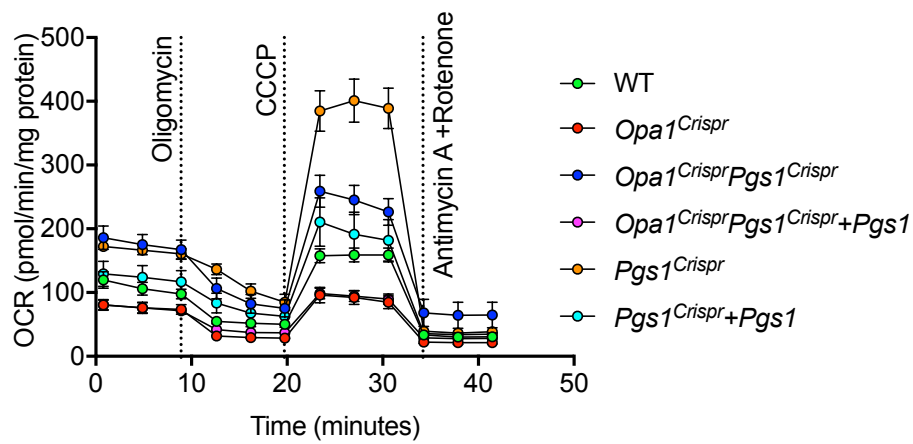 500
400
300
200
100
0
OCR (pmol/min/mg protein)
Oligomycin
CCCP
Antimycin A +Rotenone
0 10 20 30 40 50
Time (minutes)
WT
Opa1Crispr
Opa1CrisprPgs1Crispr
Opa1CrisprPgs1Crispr+Pgs1
Pgs1Crispr
Pgs1Crispr+Pgs1